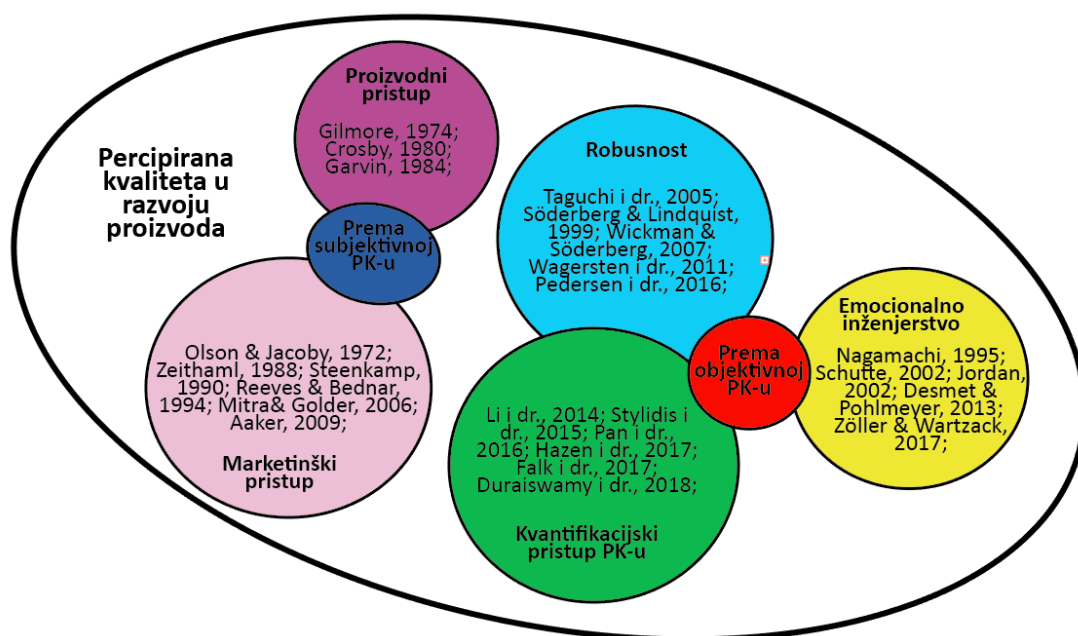 Percipirana
kvaliteta u
razvoju
proizvoda
Proizvodni
pristup
Gilmore, 1974;
Crosby, 1980;
Garvin, 1984;
Prema
subjektivnoj
PK-u
Olson & Jacoby, 1972;
Zeithaml, 1988; Steenkamp,
1990; Reeves & Bednar,
1994; Mitra& Golder, 2006;
Aaker, 2009;
Marketinški
pristup
Robusnost
Taguchi i dr., 2005;
Söderberg & Lindquist,
1999; Wickman &
Söderberg, 2007;
Wagersten i dr., 2011;
Pedersen i dr., 2016;
Prema
objektivnoj
PK-u
Li i dr., 2014; Stylidis i
dr., 2015; Pan i dr.,
2016; Hazen i dr., 2017;
Falk i dr., 2017;
Duraiswamy i dr., 2018;
Kvantifikacijski
pristup PK-u
Emocionalno
inženjerstvo
Nagamachi, 1995;
Schutte, 2002; Jordan,
2002; Desmet &
Pohlmeyer, 2013;
Zöller & Wartzack,
2017;